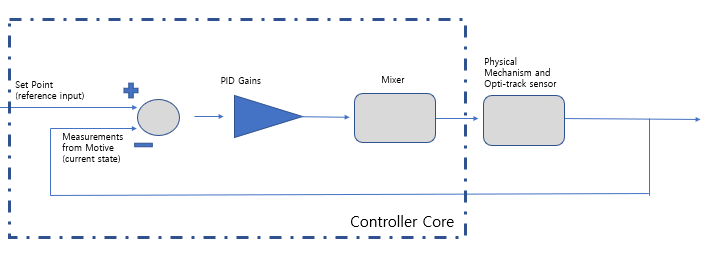 Set Point
(reference input)
PID Gains
Mixer
Physical
Mechanism and
Opti-track sensor
Measurements
from Motive
(current state)
Controller Core